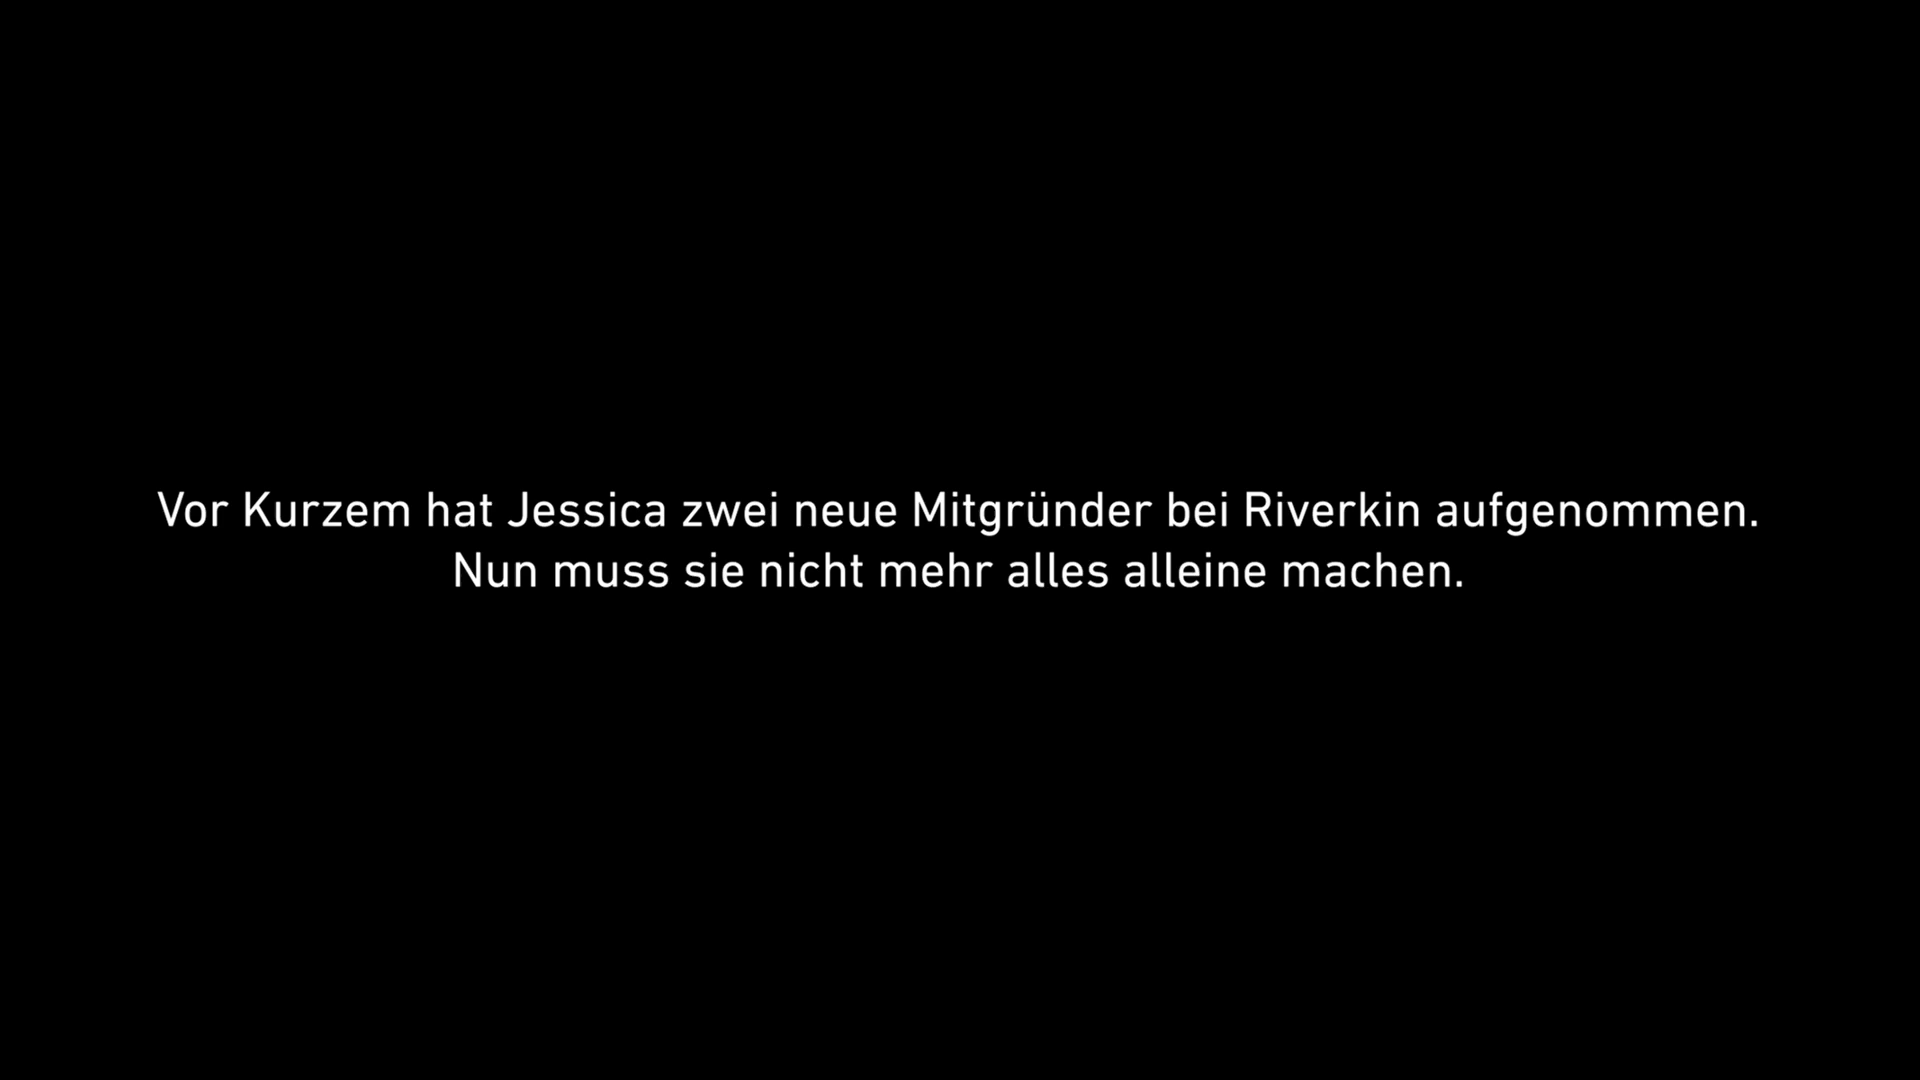 Vor Kurzem hat Jessica zwei neue Mitgründer bei Riverkin aufgenommen.
Nun muss sie nicht mehr alles alleine machen.